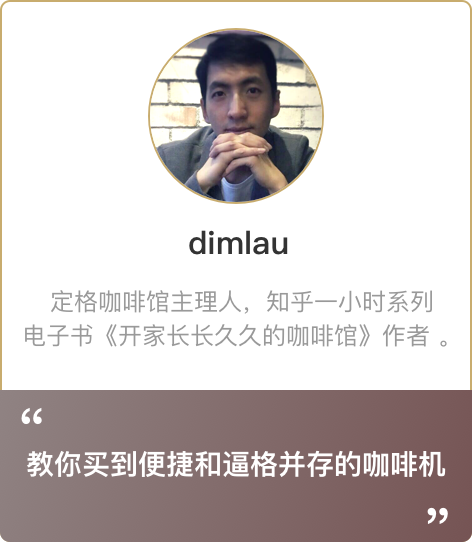 dimlau
定格咖啡馆主理人，知乎一小时系列
电子书《开家长长久久的咖啡馆》作者 。
“
教你买到便捷和逼格并存的咖啡机
”